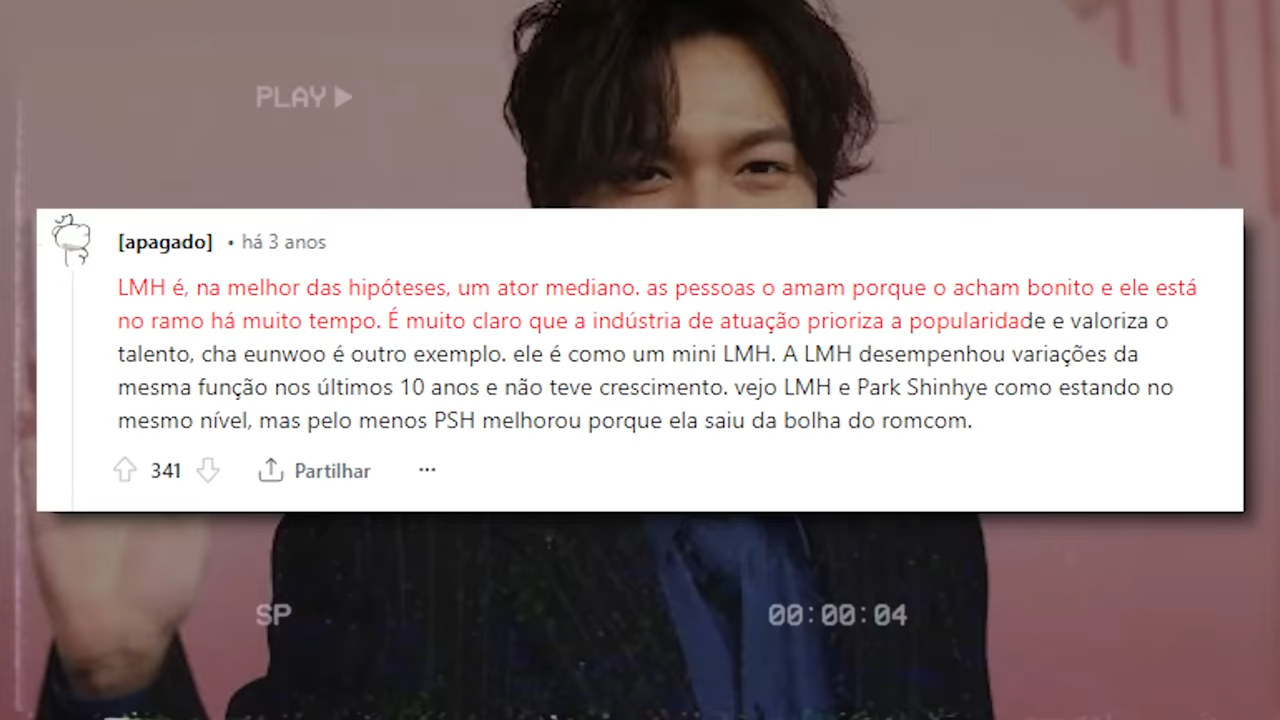 PLAY
[apagado] • há 3 anos
LMH é, na melhor das hipóteses, um ator mediano. as pessoas o amam porque o acham bonito e ele está
no ramo há muito tempo. É muito claro que a indústria de atuação prioriza a popularidade e valoriza o
talento, cha eunwoo é outro exemplo. ele é como um mini LMH. A LMH desempenhou variações da
mesma função nos últimos 10 anos e não teve crescimento. vejo LMH e Park Shinhye como estando no
mesmo nível, mas pelo menos PSH melhorou porque ela saiu da bolha do romcom.
341 Partilhar ...
SP 00:00:04